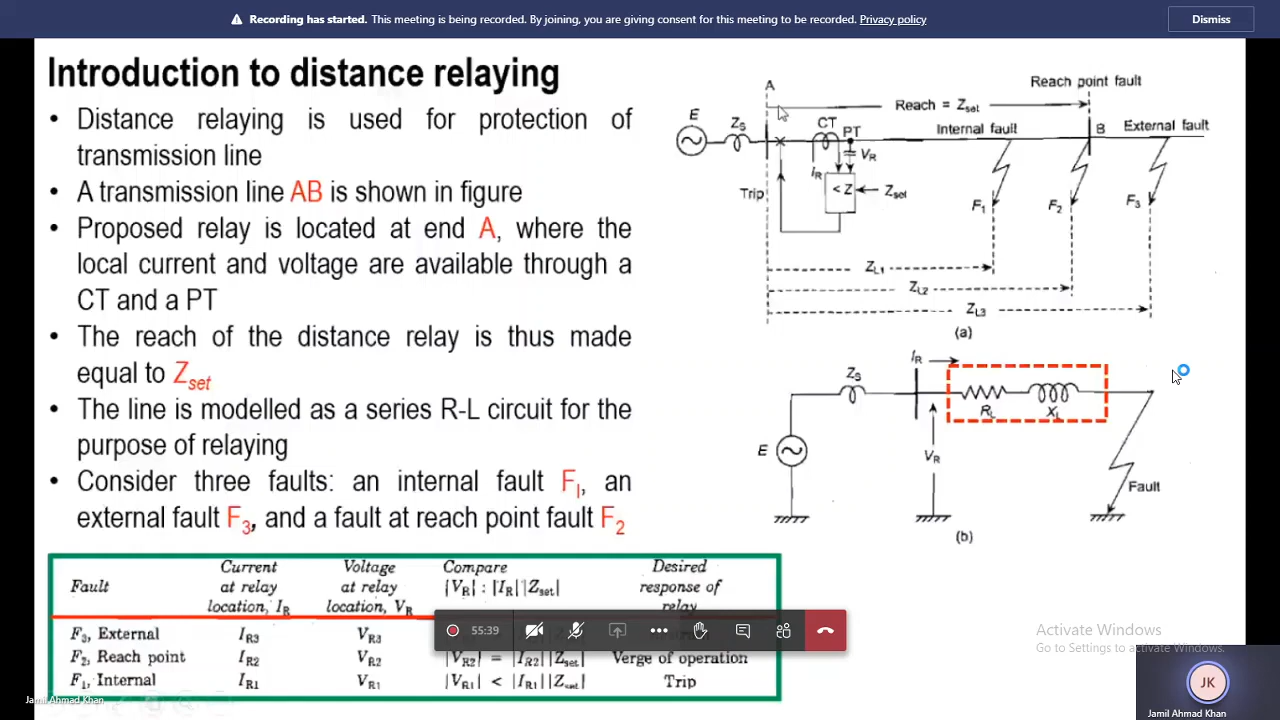 Recording has started. This meeting is being recorded. By joining, you are giving consent for this meeting to be recorded. Privacy policy
Dismiss
Introduction to distance relaying
• Distance relaying is used for protection of
transmission line
• A transmission line AB is shown in figure
• Proposed relay is located at end A, where the
local current and voltage are available through a
CT and a PT
• The reach of the distance relay is thus made
equal to Zset
• The line is modelled as a series R-L circuit for the
purpose of relaying
• Consider three faults: an internal fault FI, an
external fault F3, and a fault at reach point fault F2
A
Reach point fault
Reach = Zset
E
ZS
CT
PT
Internal fault
B
External fault
VR
IR
Trip
< Z
Zset
F1
F2
F3
ZL1
ZL2
ZL3
(a)
IR
ZS
RL
XL
E
VR
Fault
(b)
Fault
Current
at relay
location, IR
Voltage
at relay
location, VR
Compare
|VR| : |IR||Zset|
Desired
response of
relay
F3, External IR3 VR3
F2, Reach point IR2 VR2 |VR2| = |IR2||Zset| Verge of operation
F1, Internal IR1 VR1 |VR1| < |IR1||Zset| Trip
55:39
Activate Windows
Go to Settings to activate Windows.
JK
Jamil Ahmad Khan
Jamil Ahmad Khan